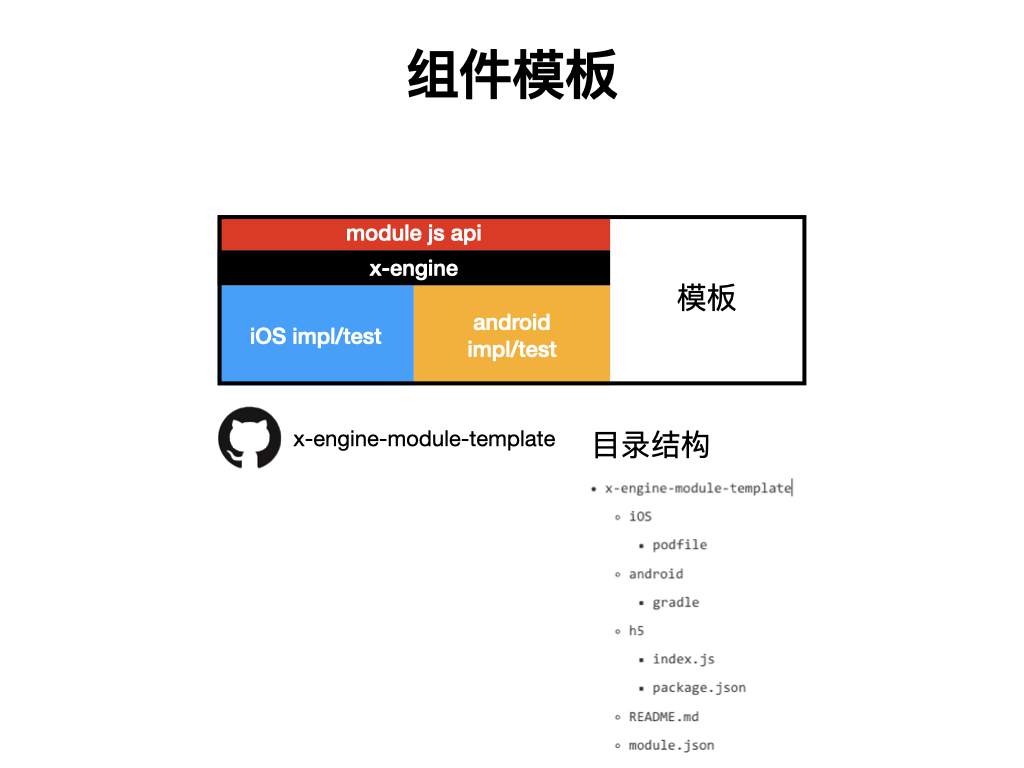 组件模板
module js api
x-engine
iOS impl/test
android
impl/test
模板
x-engine-module-template
目录结构
• x-engine-module-template
◦ iOS
▪ podfile
◦ android
▪ gradle
◦ h5
▪ index.js
▪ package.json
◦ README.md
◦ module.json